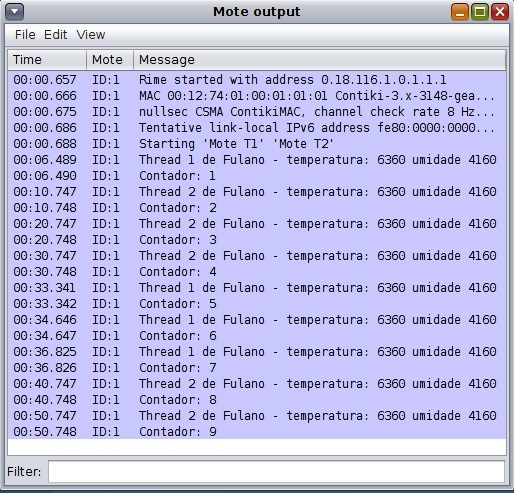 Mote output
File Edit View
Time Mote Message
00:00.657 ID:1 Rime started with address 0.18.116.1.0.1.1.1
00:00.666 ID:1 MAC 00:12:74:01:00:01:01:01 Contiki-3.x-3148-gea...
00:00.675 ID:1 nullsec CSMA ContikiMAC, channel check rate 8 Hz...
00:00.686 ID:1 Tentative link-local IPv6 address fe80:0000:0000...
00:00.688 ID:1 Starting 'Mote T1' 'Mote T2'
00:06.489 ID:1 Thread 1 de Fulano - temperatura: 6360 umidade 4160
00:06.490 ID:1 Contador: 1
00:10.747 ID:1 Thread 2 de Fulano - temperatura: 6360 umidade 4160
00:10.748 ID:1 Contador: 2
00:20.747 ID:1 Thread 2 de Fulano - temperatura: 6360 umidade 4160
00:20.748 ID:1 Contador: 3
00:30.747 ID:1 Thread 2 de Fulano - temperatura: 6360 umidade 4160
00:30.748 ID:1 Contador: 4
00:33.341 ID:1 Thread 1 de Fulano - temperatura: 6360 umidade 4160
00:33.342 ID:1 Contador: 5
00:34.646 ID:1 Thread 1 de Fulano - temperatura: 6360 umidade 4160
00:34.647 ID:1 Contador: 6
00:36.825 ID:1 Thread 1 de Fulano - temperatura: 6360 umidade 4160
00:36.826 ID:1 Contador: 7
00:40.747 ID:1 Thread 2 de Fulano - temperatura: 6360 umidade 4160
00:40.748 ID:1 Contador: 8
00:50.747 ID:1 Thread 2 de Fulano - temperatura: 6360 umidade 4160
00:50.748 ID:1 Contador: 9
Filter: